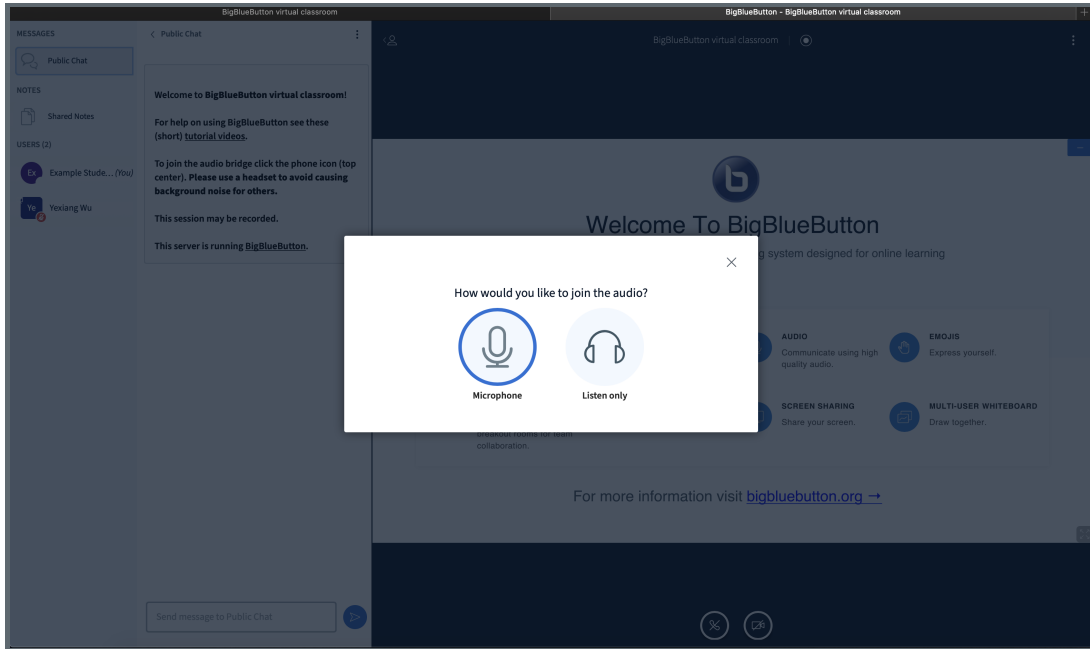 BigBlueButton virtual classroom
BigBlueButton - BigBlueButton virtual classroom
MESSAGES
Public Chat
NOTES
Shared Notes
USERS (2)
Ex
Example Stude... (You)
Ye
Yexiang Wu
Public Chat
Welcome to BigBlueButton virtual classroom!
For help on using BigBlueButton see these
(short) tutorial videos.
To join the audio bridge click the phone icon (top
center). Please use a headset to avoid causing
background noise for others.
This session may be recorded.
This server is running BigBlueButton.
Send message to Public Chat
BigBlueButton virtual classroom
b
Welcome To BigBlueButton
g system designed for online learning
How would you like to join the audio?
Microphone
Listen only
AUDIO
Communicate using high
quality audio.
EMOJIS
Express yourself.
SCREEN SHARING
Share your screen.
MULTI-USER WHITEBOARD
Draw together.
breakout rooms for team
collaboration.
For more information visit bigbluebutton.org →